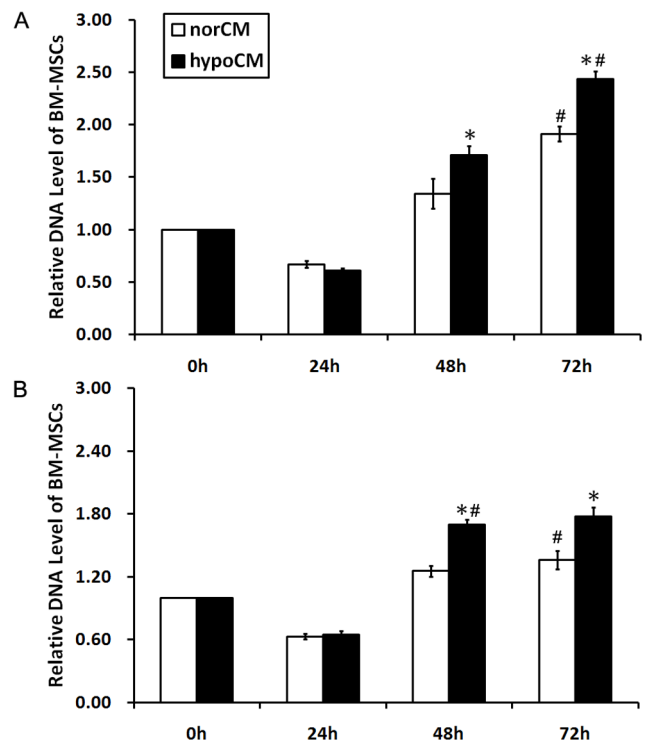 A
Relative DNA Level of BM-MSCs
3.00
2.50
2.00
1.50
1.00
0.50
0.00
norCM
hypoCM
*
#
*#
0h 24h 48h 72h
B
Relative DNA Level of BM-MSCs
3.00
2.40
1.80
1.20
0.60
0.00
*#
#
*
0h 24h 48h 72h